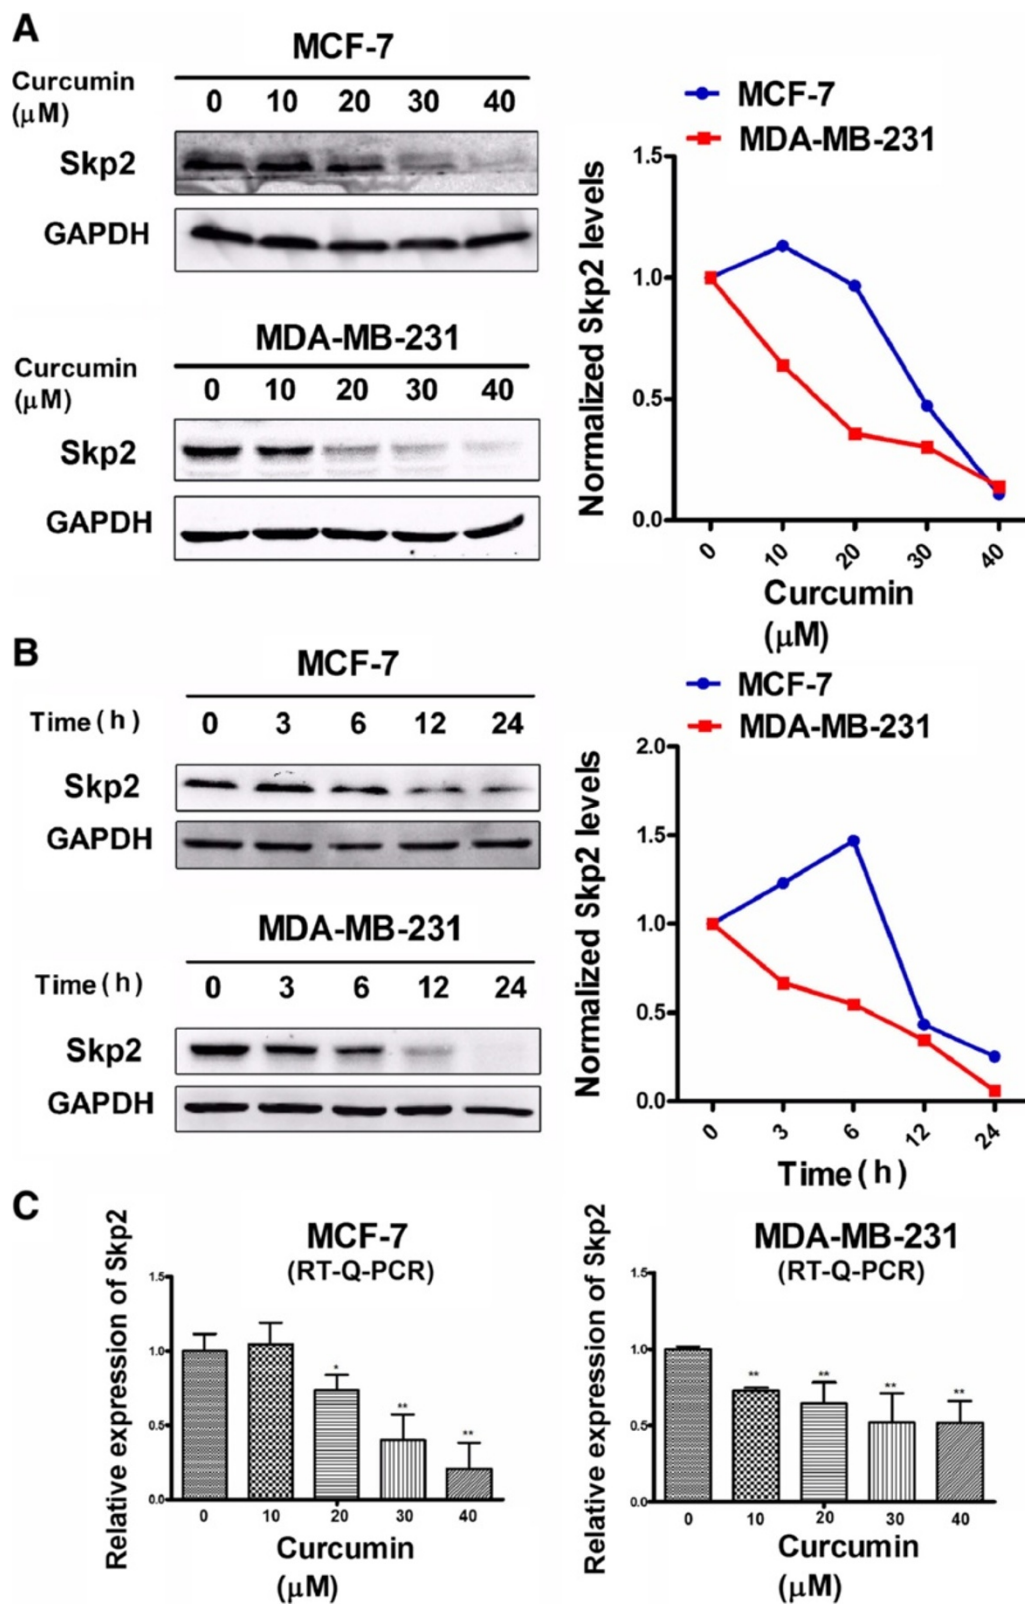 A
MCF-7
Curcumin
(μM)
0 10 20 30 40
Skp2
GAPDH
MDA-MB-231
Curcumin
(μM)
0 10 20 30 40
Skp2
GAPDH
MCF-7
MDA-MB-231
Normalized Skp2 levels
1.5
1.0
0.5
0.0
0 10 20 30 40
Curcumin
(μM)
B
MCF-7
Time(h)
0 3 6 12 24
Skp2
GAPDH
MDA-MB-231
Time(h)
0 3 6 12 24
Skp2
GAPDH
MCF-7
MDA-MB-231
Normalized Skp2 levels
2.0
1.5
1.0
0.5
0.0
0 3 6 12 24
Time(h)
C
MCF-7
(RT-Q-PCR)
Relative expression of Skp2
1.5
1.0
0.5
0.0
* ** **
0 10 20 30 40
Curcumin
(μM)
MDA-MB-231
(RT-Q-PCR)
Relative expression of Skp2
1.5
1.0
0.5
0.0
** ** ** **
0 10 20 30 40
Curcumin
(μM)